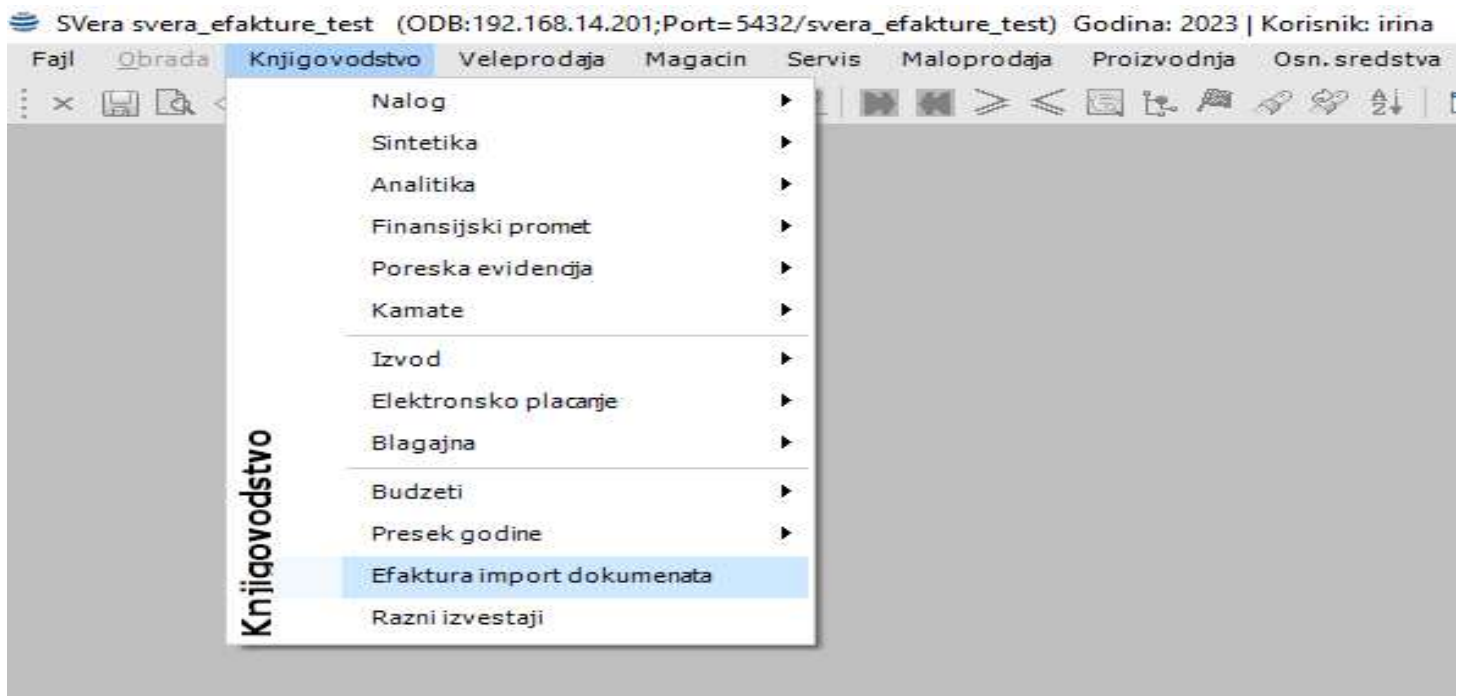 SVera svera_efakture_test (ODB:192.168.14.201;Port=5432/svera_efakture_test) Godina: 2023 | Korisnik: irina
Fajl Obrada Knjigovodstvo Veleprodaja Magacin Servis Maloprodaja Proizvodnja Osn.sredstva
Nalog
Sintetika
Analitika
Finansijski promet
Poreska evidencija
Kamate
Izvod
Elektronsko placanje
Blagajna
Budzeti
Presek godine
Efaktura import dokumenata
Razni izvestaji
Knjigovodstvo